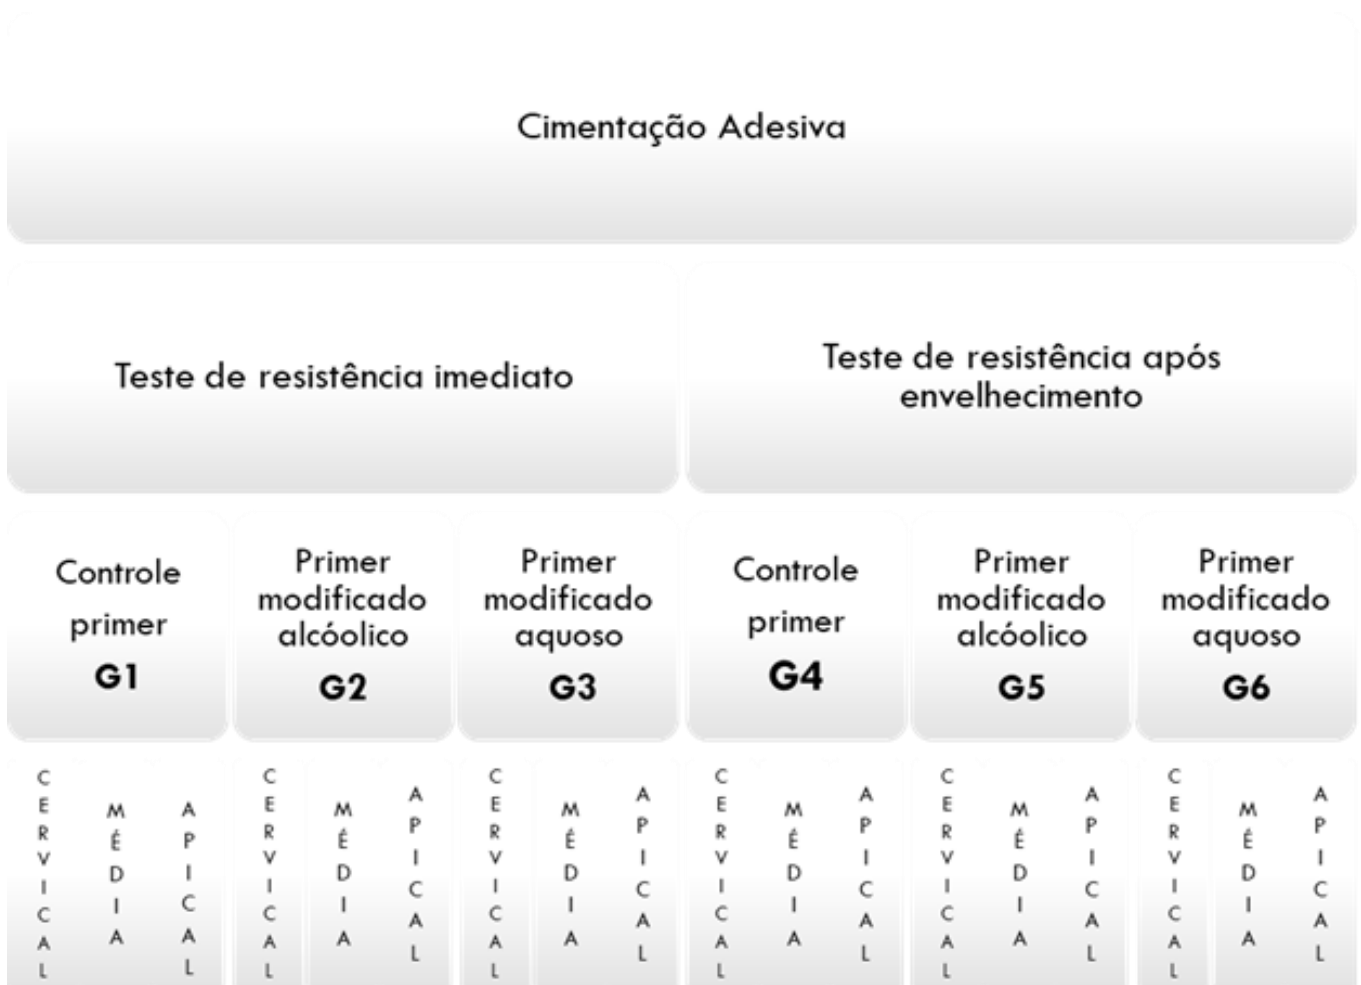 Cimentação Adesiva
Teste de resistência imediato
Teste de resistência após
envelhecimento
Controle
primer
G1
Primer
modificado
alcóolico
G2
Primer
modificado
aquoso
G3
Controle
primer
G4
Primer
modificado
alcóolico
G5
Primer
modificado
aquoso
G6
CERVICAL
MÉDIA
APICAL
CERVICAL
MÉDIA
APICAL
CERVICAL
MÉDIA
APICAL
CERVICAL
MÉDIA
APICAL
CERVICAL
MÉDIA
APICAL
CERVICAL
MÉDIA
APICAL